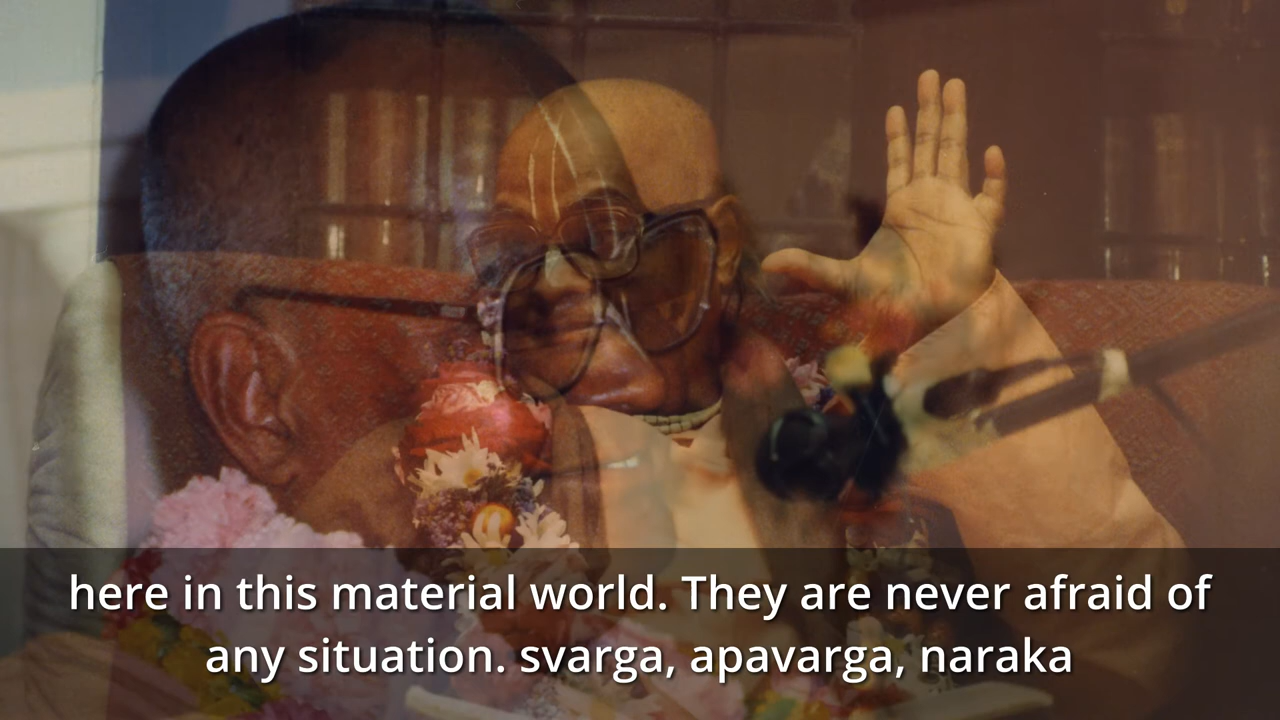 here in this material world. They are never afraid of
any situation. svarga, apavarga, naraka